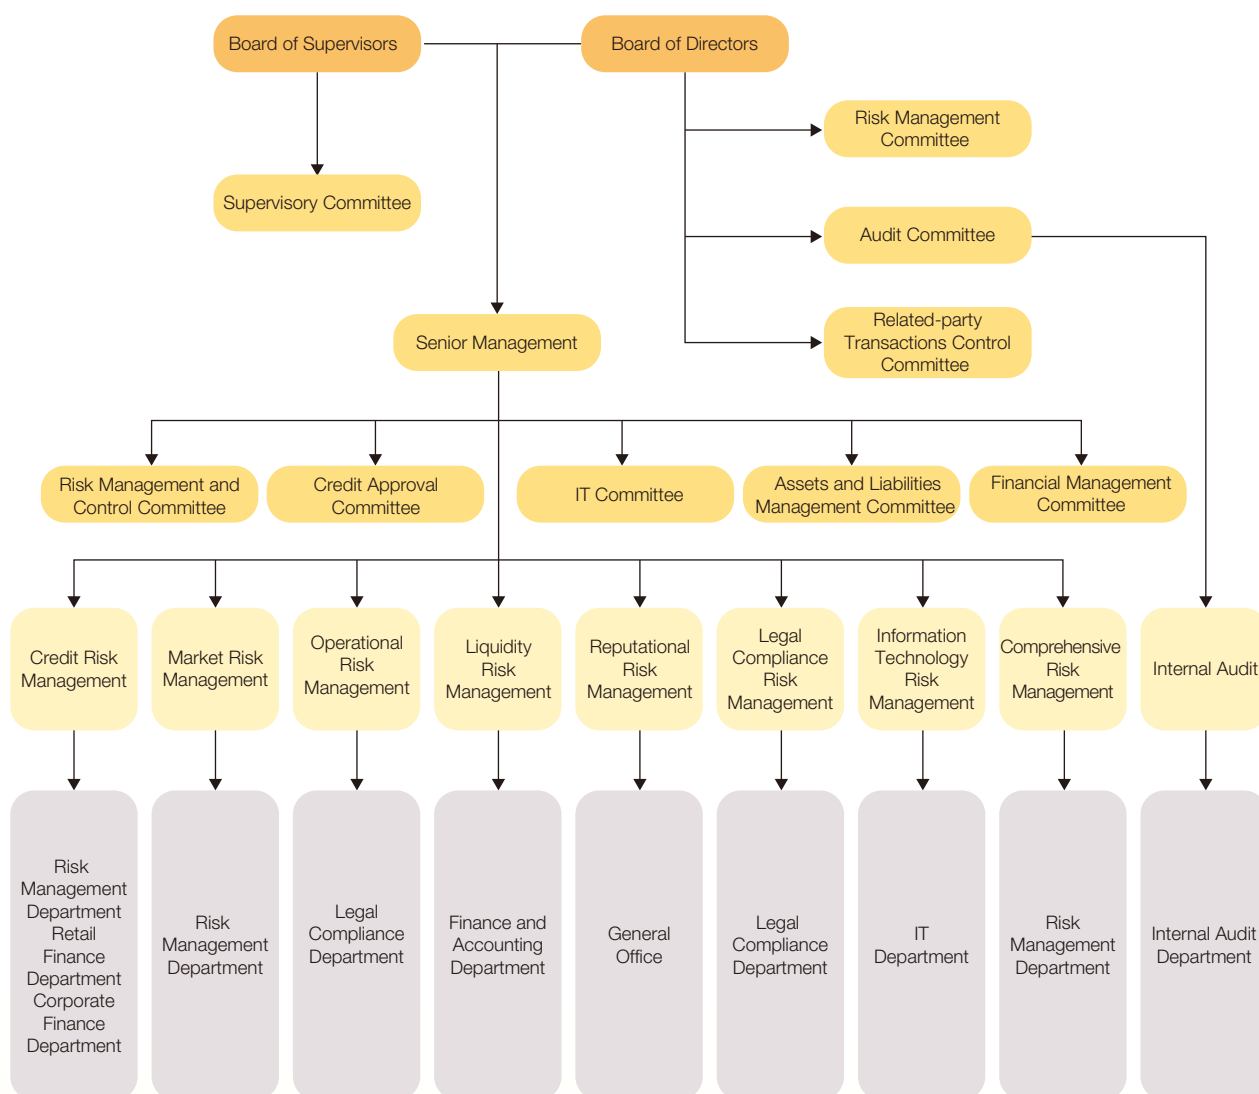 Board of Supervisors
Board of Directors
Risk Management
Committee
Supervisory Committee
Audit Committee
Senior Management
Related-party
Transactions Control
Committee
Risk Management and
Control Committee
Credit Approval
Committee
IT Committee
Assets and Liabilities
Management Committee
Financial Management
Committee
Credit Risk
Management
Market Risk
Management
Operational
Risk
Management
Liquidity
Risk
Management
Reputational
Risk
Management
Legal
Compliance
Risk
Management
Information
Technology
Risk
Management
Comprehensive
Risk
Management
Internal Audit
Risk
Management
Department
Retail
Finance
Department
Corporate
Finance
Department
Risk
Management
Department
Legal
Compliance
Department
Finance and
Accounting
Department
General
Office
Legal
Compliance
Department
IT
Department
Risk
Management
Department
Internal Audit
Department